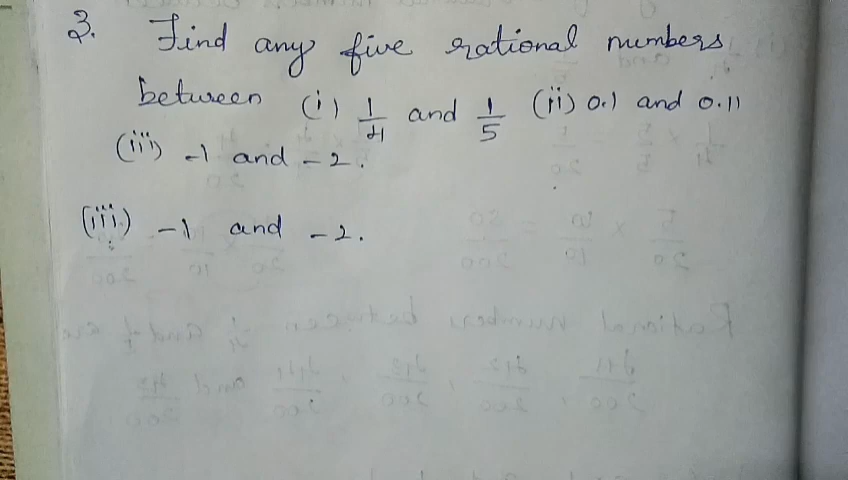 3. Find any five rational numbers
between (i) 1/4 and 1/5 (ii) 0.1 and 0.11
(iii) -1 and -2.
(iii) -1 and -2.